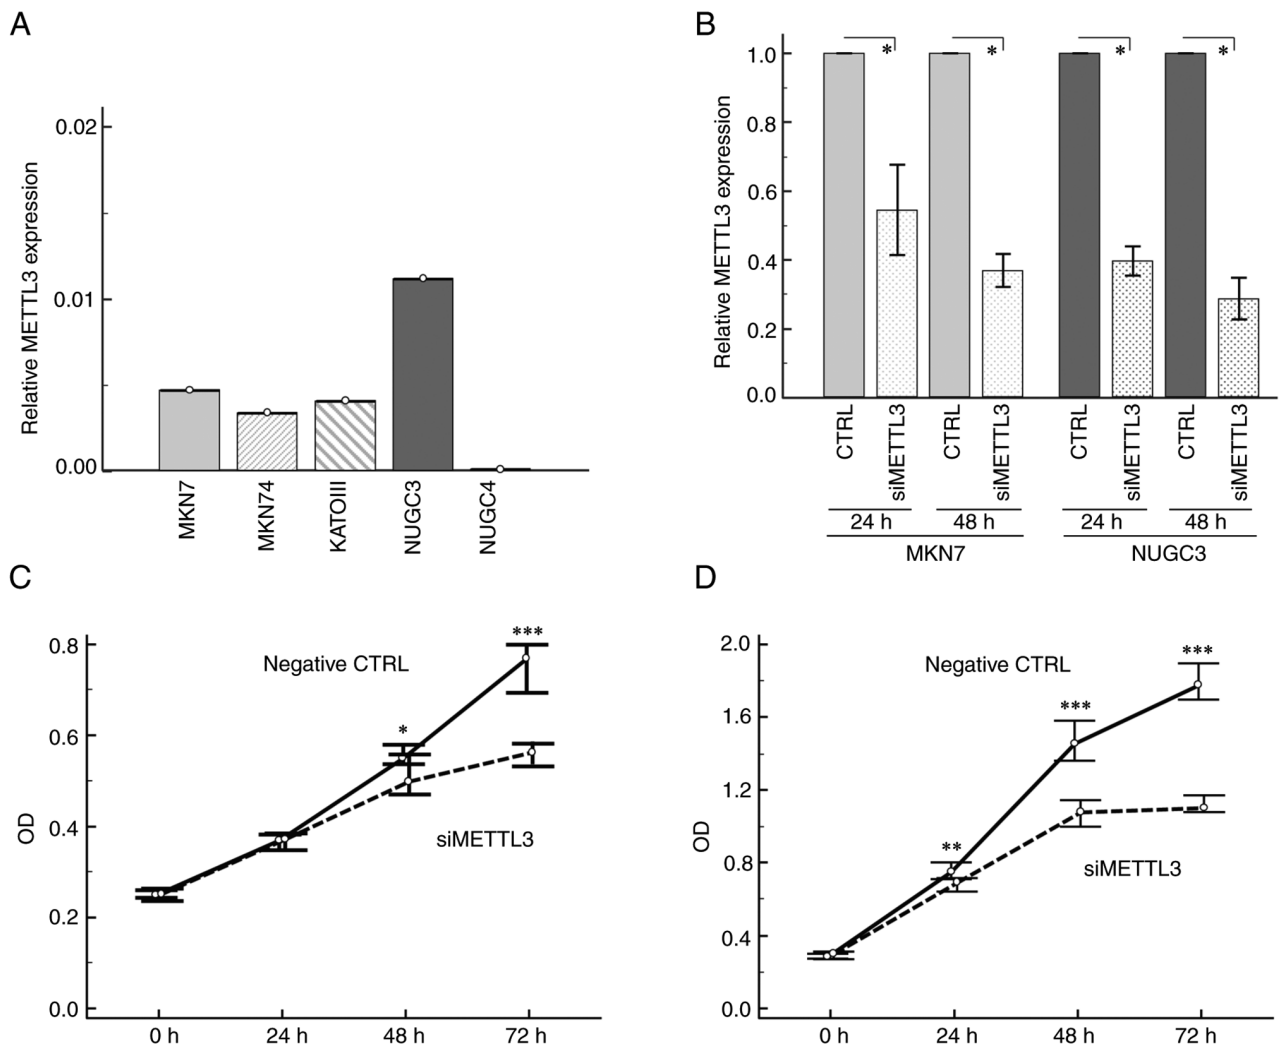 A
Relative METTL3 expression
0.02
0.01
0.00
MKN7
MKN74
KATOIII
NUGC3
NUGC4
B
Relative METTL3 expression
1.0
0.8
0.6
0.4
0.2
0.0
* * * *
CTRL
siMETTL3
CTRL
siMETTL3
CTRL
siMETTL3
CTRL
siMETTL3
24 h 48 h 24 h 48 h
MKN7 NUGC3
C
OD
0.8
0.6
0.4
0.2
0.0
Negative CTRL
siMETTL3
*
***
0 h 24 h 48 h 72 h
D
OD
2.0
1.6
1.2
0.8
0.4
0.0
Negative CTRL
siMETTL3
**
***
***
0 h 24 h 48 h 72 h